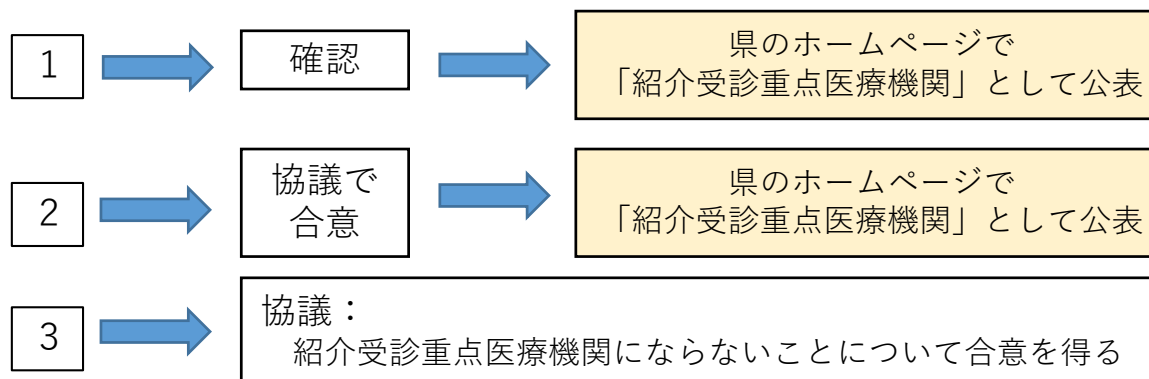 1
確認
県のホームページで
「紹介受診重点医療機関」として公表
2
協議で
合意
県のホームページで
「紹介受診重点医療機関」として公表
3
協議：
紹介受診重点医療機関にならないことについて合意を得る